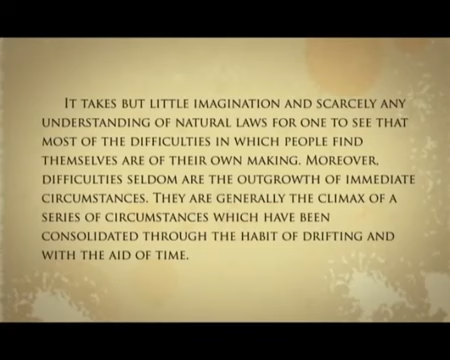 It takes but little imagination and scarcely any
understanding of natural laws for one to see that
most of the difficulties in which people find
themselves are of their own making. Moreover,
difficulties seldom are the outgrowth of immediate
circumstances. They are generally the climax of a
series of circumstances which have been
consolidated through the habit of drifting and
with the aid of time.